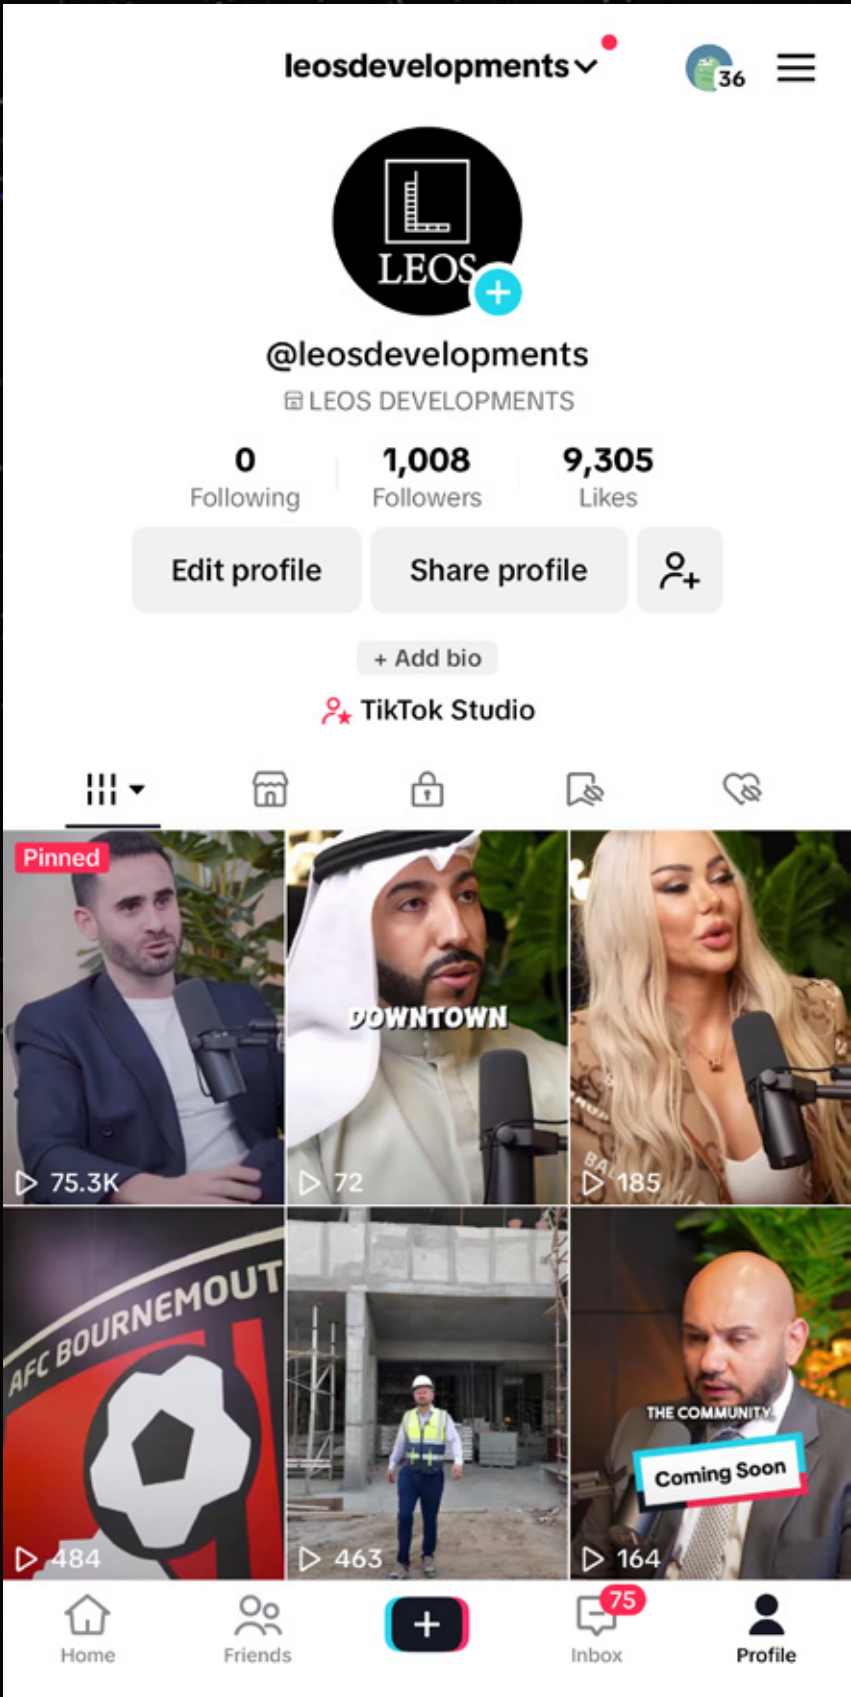 leosdevelopments
36
LEOS
@leosdevelopments
LEOS DEVELOPMENTS
0 1,008 9,305
Following Followers Likes
Edit profile Share profile
+ Add bio
TikTok Studio
Pinned
75.3K
DOWNTOWN
72
185
AFC BOURNEMOUT
484
463
THE COMMUNITY,
Coming Soon
164
75
Home Friends Inbox Profile